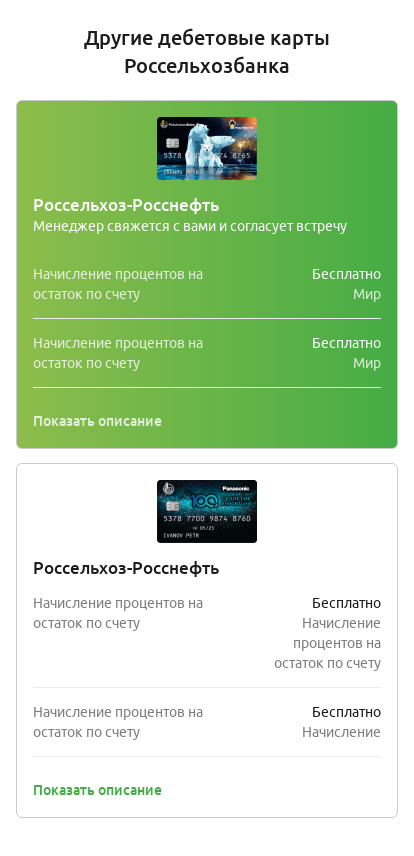 Другие дебетовые карты
Россельхозбанка
5378
8765
IVANOV PETR
Россельхоз-Росснефть
Менеджер свяжется с вами и согласует встречу
Начисление процентов на
остаток по счету
Бесплатно
Мир
Начисление процентов на
остаток по счету
Бесплатно
Мир
Показать описание
Panasonic
100
5378 7700 9874 8760
05/25
IVANOV PETR
Россельхоз-Росснефть
Начисление процентов на
остаток по счету
Бесплатно
Начисление
процентов на
остаток по счету
Начисление процентов на
остаток по счету
Бесплатно
Начисление
Показать описание